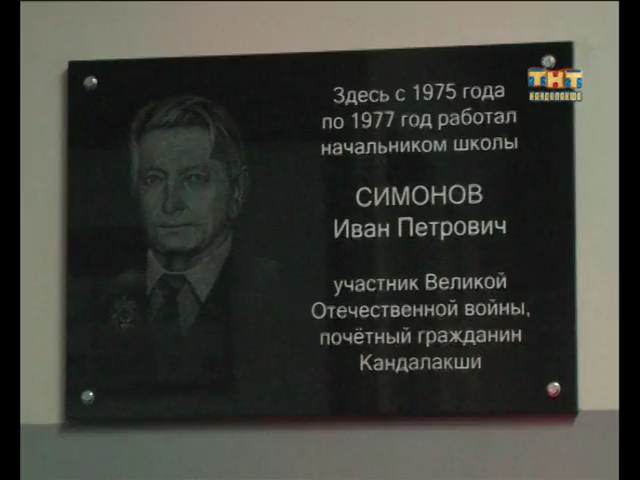 Здесь с 1975 года
по 1977 год работал
начальником школы
СИМОНОВ
Иван Петрович
участник Великой
Отечественной войны,
почётный гражданин
Кандалакши
ТНТ
КАНДАЛАКША